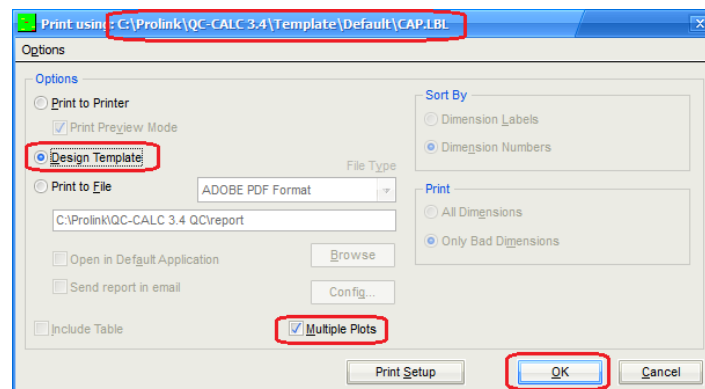 Print using: C:\Prolink\QC-CALC 3.4\Template\Default\CAP.LBL
Options
Options
Print to Printer
Print Preview Mode
Design Template
File Type
Print to File
ADOBE PDF Format
C:\Prolink\QC-CALC 3.4 QC\report
Open in Default Application
Browse
Send report in email
Config...
Include Table
Multiple Plots
Sort By
Dimension Labels
Dimension Numbers
Print
All Dimensions
Only Bad Dimensions
Print Setup
OK
Cancel